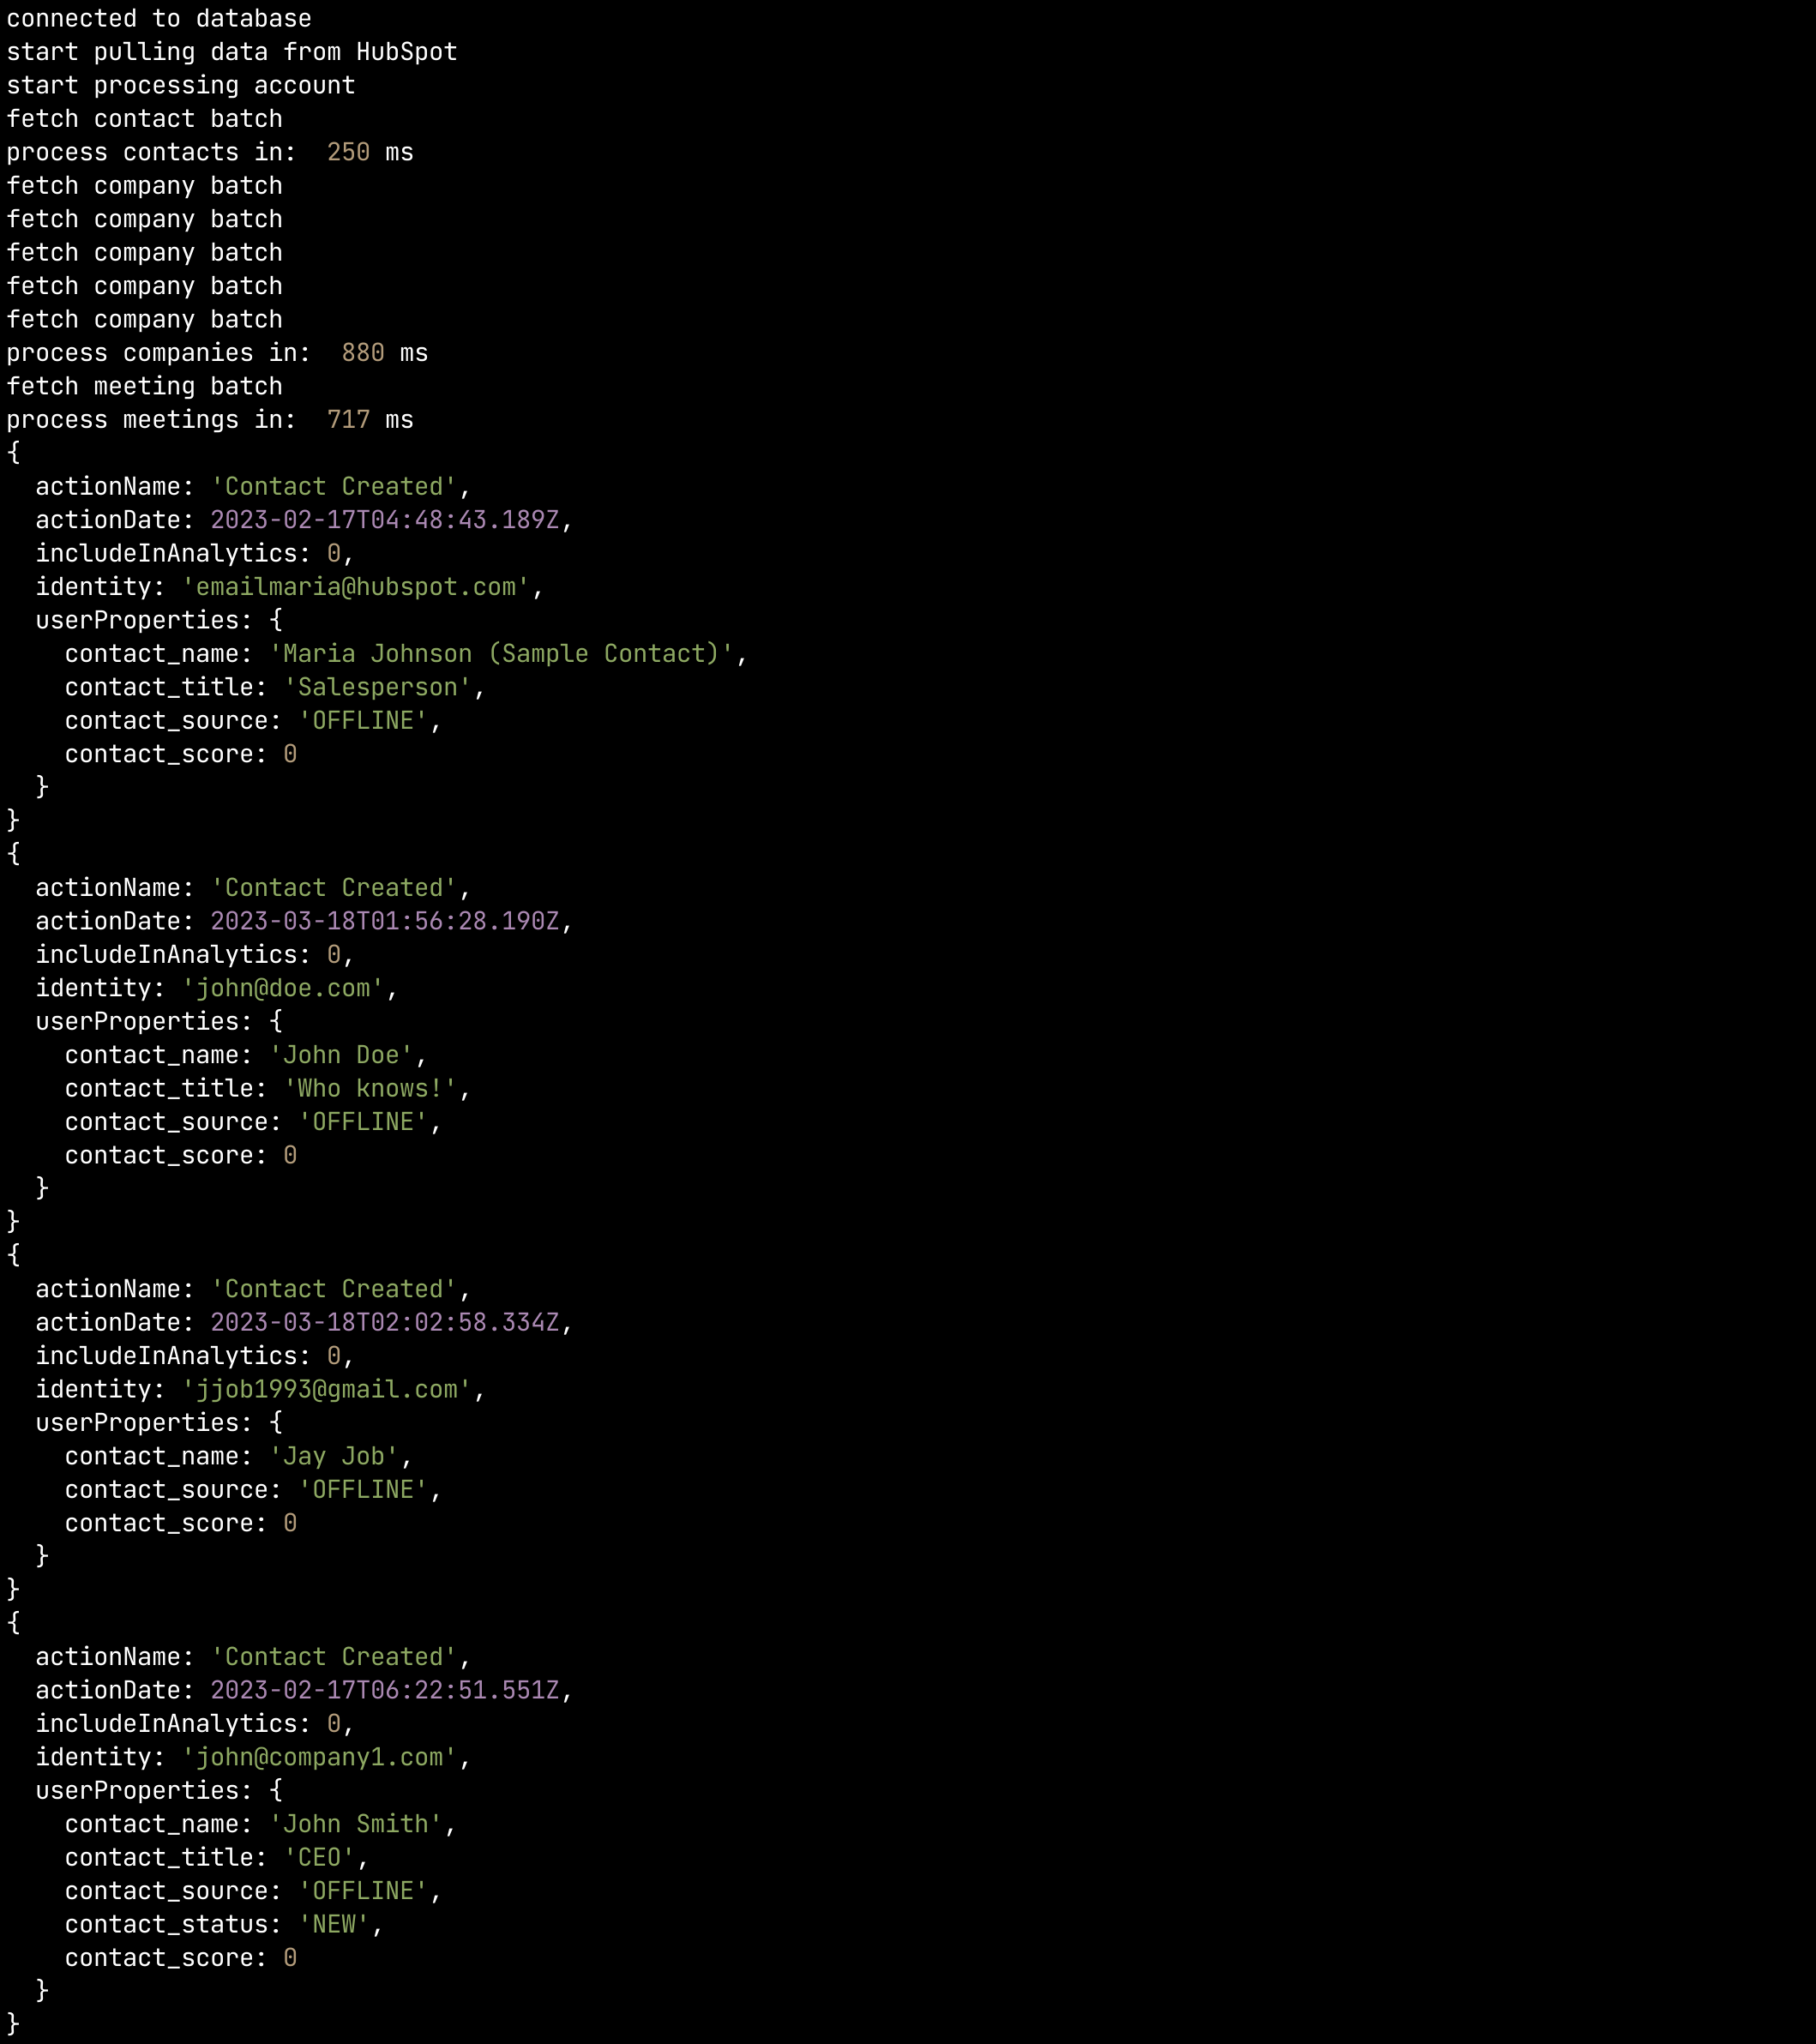 connected to database
start pulling data from HubSpot
start processing account
fetch contact batch
process contacts in:  250 ms
fetch company batch
fetch company batch
fetch company batch
fetch company batch
fetch company batch
process companies in:  880 ms
fetch meeting batch
process meetings in:  717 ms
{
  actionName: 'Contact Created',
  actionDate: 2023-02-17T04:48:43.189Z,
  includeInAnalytics: 0,
  identity: 'emailmaria@hubspot.com',
  userProperties: {
    contact_name: 'Maria Johnson (Sample Contact)',
    contact_title: 'Salesperson',
    contact_source: 'OFFLINE',
    contact_score: 0
  }
}
{
  actionName: 'Contact Created',
  actionDate: 2023-03-18T01:56:28.190Z,
  includeInAnalytics: 0,
  identity: 'john@doe.com',
  userProperties: {
    contact_name: 'John Doe',
    contact_title: 'Who knows!',
    contact_source: 'OFFLINE',
    contact_score: 0
  }
}
{
  actionName: 'Contact Created',
  actionDate: 2023-03-18T02:02:58.334Z,
  includeInAnalytics: 0,
  identity: 'jjob1993@gmail.com',
  userProperties: {
    contact_name: 'Jay Job',
    contact_source: 'OFFLINE',
    contact_score: 0
  }
}
{
  actionName: 'Contact Created',
  actionDate: 2023-02-17T06:22:51.551Z,
  includeInAnalytics: 0,
  identity: 'john@company1.com',
  userProperties: {
    contact_name: 'John Smith',
    contact_title: 'CEO',
    contact_source: 'OFFLINE',
    contact_status: 'NEW',
    contact_score: 0
  }
}